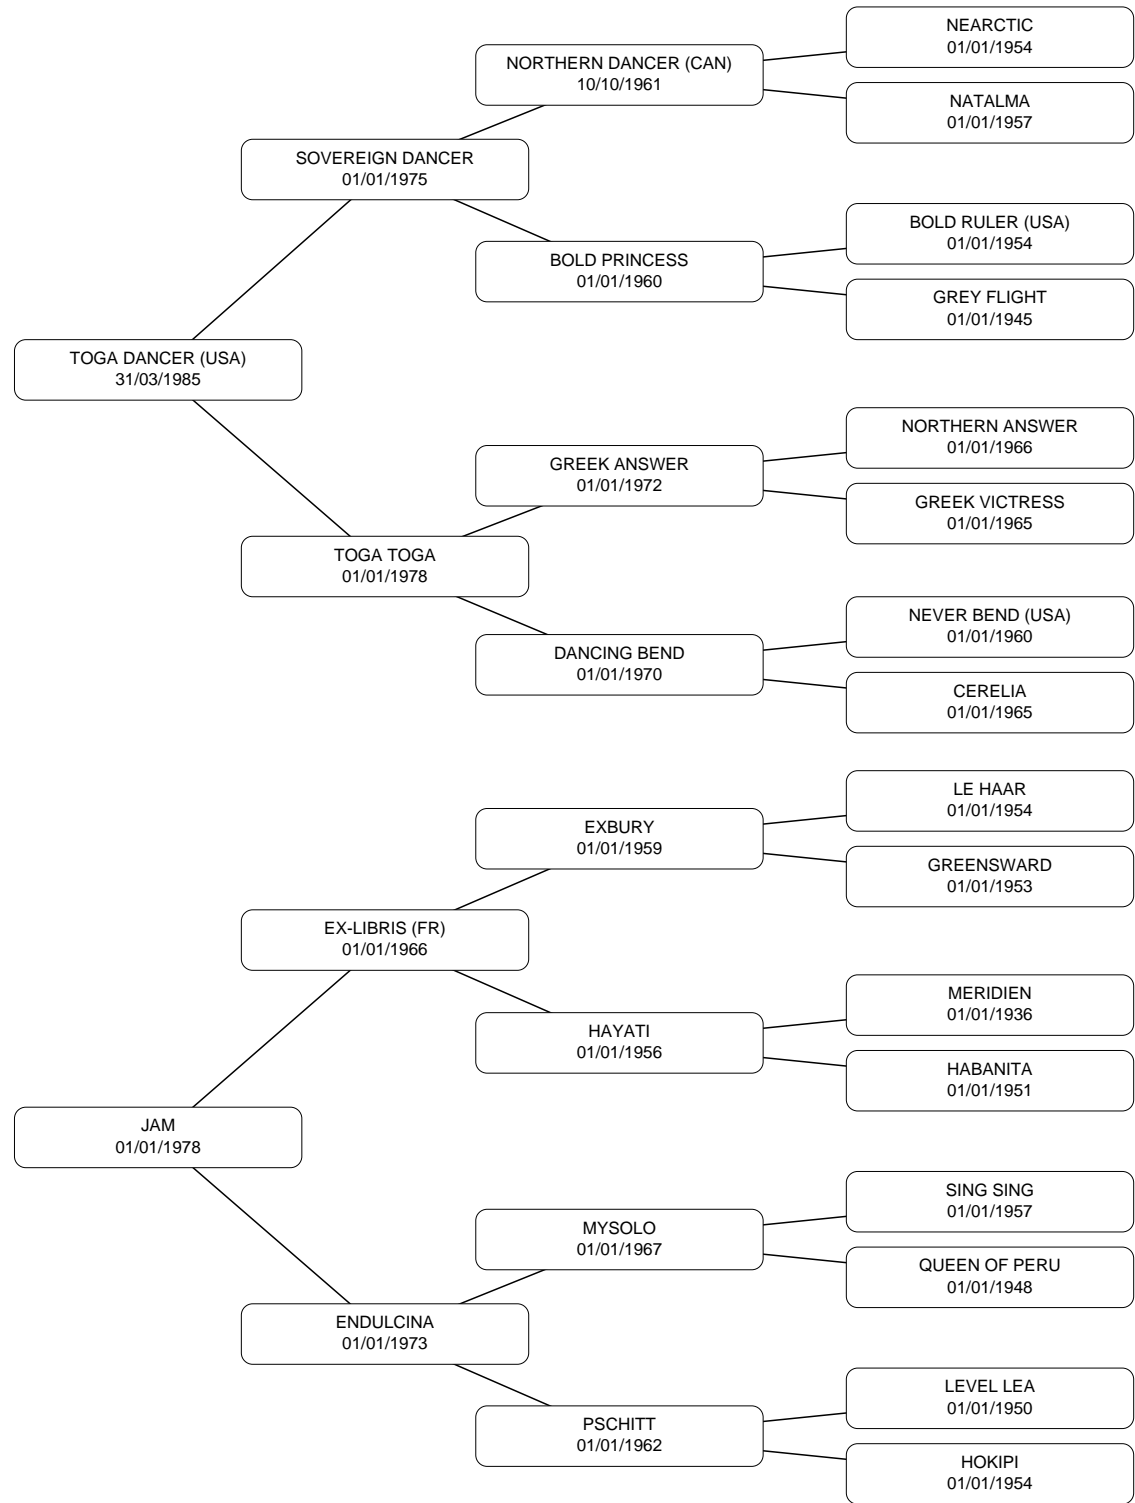 NEARCTIC
01/01/1954
NORTHERN DANCER (CAN)
10/10/1961
NATALMA
01/01/1957
SOVEREIGN DANCER
01/01/1975
BOLD RULER (USA)
01/01/1954
BOLD PRINCESS
01/01/1960
GREY FLIGHT
01/01/1945
TOGA DANCER (USA)
31/03/1985
NORTHERN ANSWER
01/01/1966
GREEK ANSWER
01/01/1972
GREEK VICTRESS
01/01/1965
TOGA TOGA
01/01/1978
NEVER BEND (USA)
01/01/1960
DANCING BEND
01/01/1970
CERELIA
01/01/1965
LE HAAR
01/01/1954
EXBURY
01/01/1959
GREENSWARD
01/01/1953
EX-LIBRIS (FR)
01/01/1966
MERIDIEN
01/01/1936
HAYATI
01/01/1956
HABANITA
01/01/1951
JAM
01/01/1978
SING SING
01/01/1957
MYSOLO
01/01/1967
QUEEN OF PERU
01/01/1948
ENDULCINA
01/01/1973
LEVEL LEA
01/01/1950
PSCHITT
01/01/1962
HOKIPI
01/01/1954